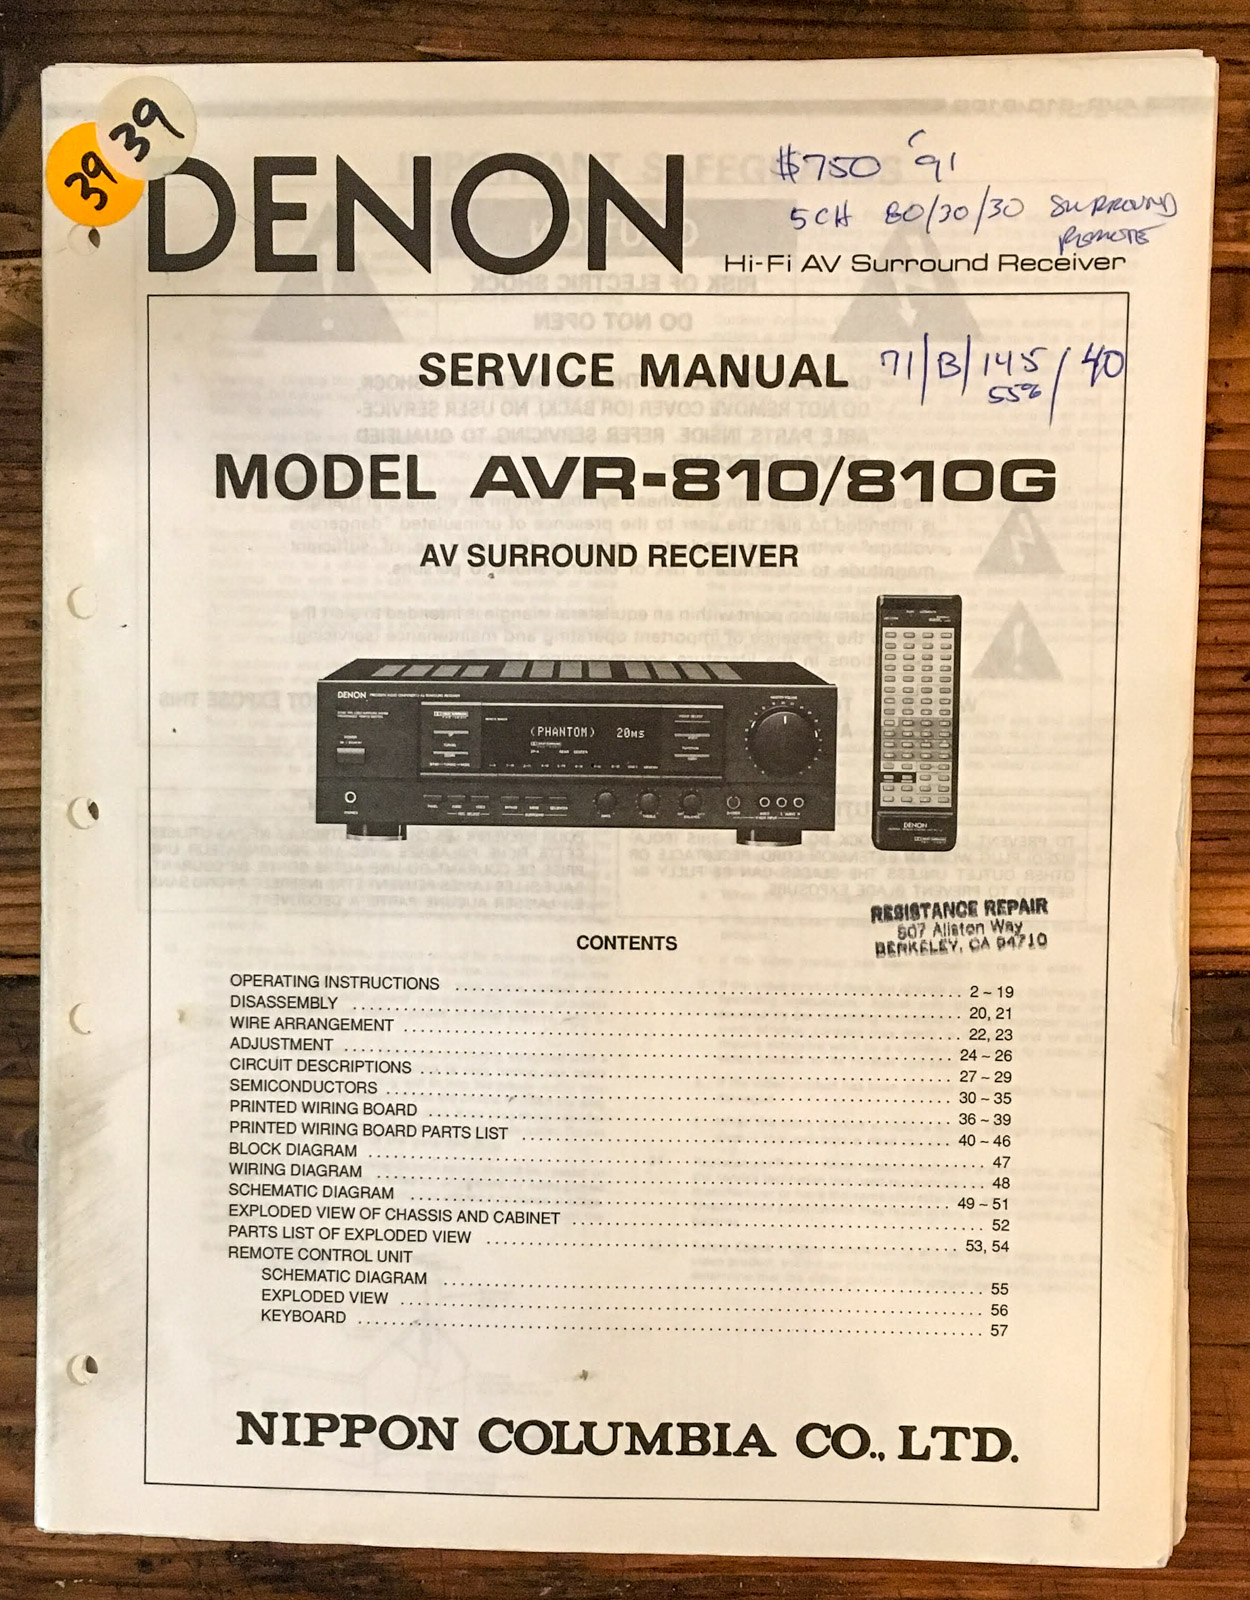 39
39
DENON
$750 '91
5CH 80/30/30 SURROUND
REMOTE
Hi-Fi AV Surround Receiver
SERVICE MANUAL
71/B/145/40
55%
MODEL AVR-810/810G
AV SURROUND RECEIVER
DENON
(PHANTOM) 20MS
DENON
RESISTANCE REPAIR
807 Allston Way
BERKELEY, CA 94710
CONTENTS
OPERATING INSTRUCTIONS 2 ~ 19
DISASSEMBLY 20, 21
WIRE ARRANGEMENT 22, 23
ADJUSTMENT 24 ~ 26
CIRCUIT DESCRIPTIONS 27 ~ 29
SEMICONDUCTORS 30 ~ 35
PRINTED WIRING BOARD 36 ~ 39
PRINTED WIRING BOARD PARTS LIST 40 ~ 46
BLOCK DIAGRAM 47
WIRING DIAGRAM 48
SCHEMATIC DIAGRAM 49 ~ 51
EXPLODED VIEW OF CHASSIS AND CABINET 52
PARTS LIST OF EXPLODED VIEW 53, 54
REMOTE CONTROL UNIT
SCHEMATIC DIAGRAM 55
EXPLODED VIEW 56
KEYBOARD 57
NIPPON COLUMBIA CO., LTD.